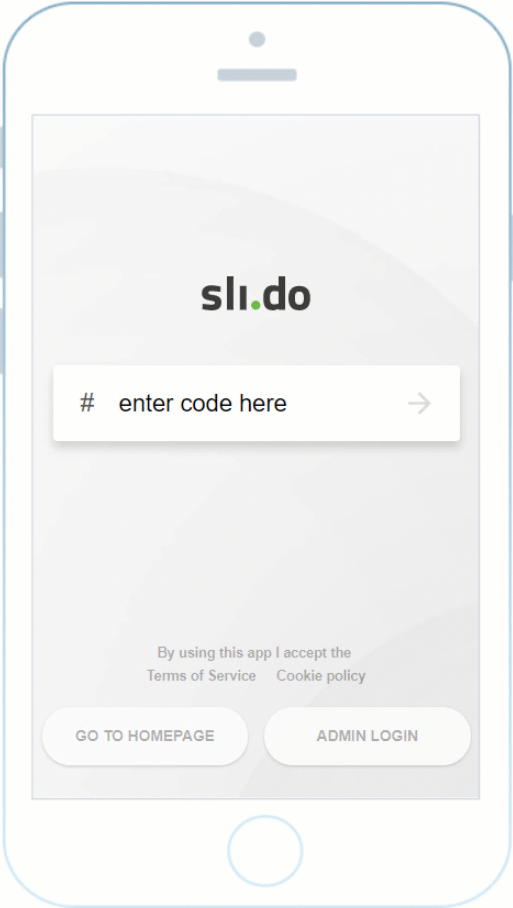 sli.do
# enter code here
By using this app I accept the
Terms of Service Cookie policy
GO TO HOMEPAGE ADMIN LOGIN